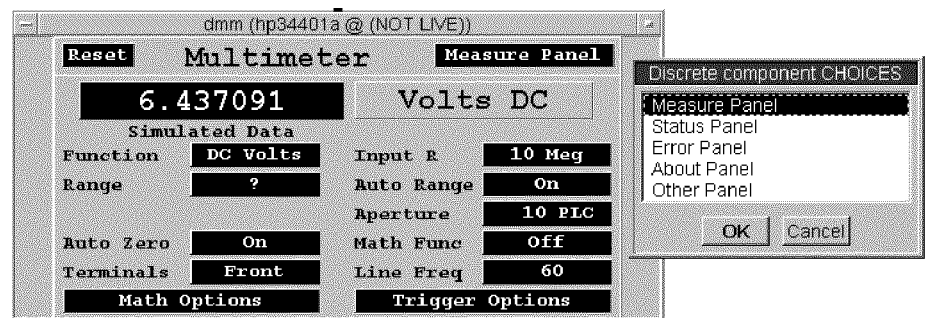 dmm (hp34401a @ (NOT LIVE))
Reset Multimeter Measure Panel
6.437091 Volts DC
Simulated Data
Function DC Volts Input R 10 Meg
Range ? Auto Range On
Aperture 10 PLC
Auto Zero On Math Func Off
Terminals Front Line Freq 60
Math Options Trigger Options
Discrete component CHOICES
Measure Panel
Status Panel
Error Panel
About Panel
Other Panel
OK Cancel